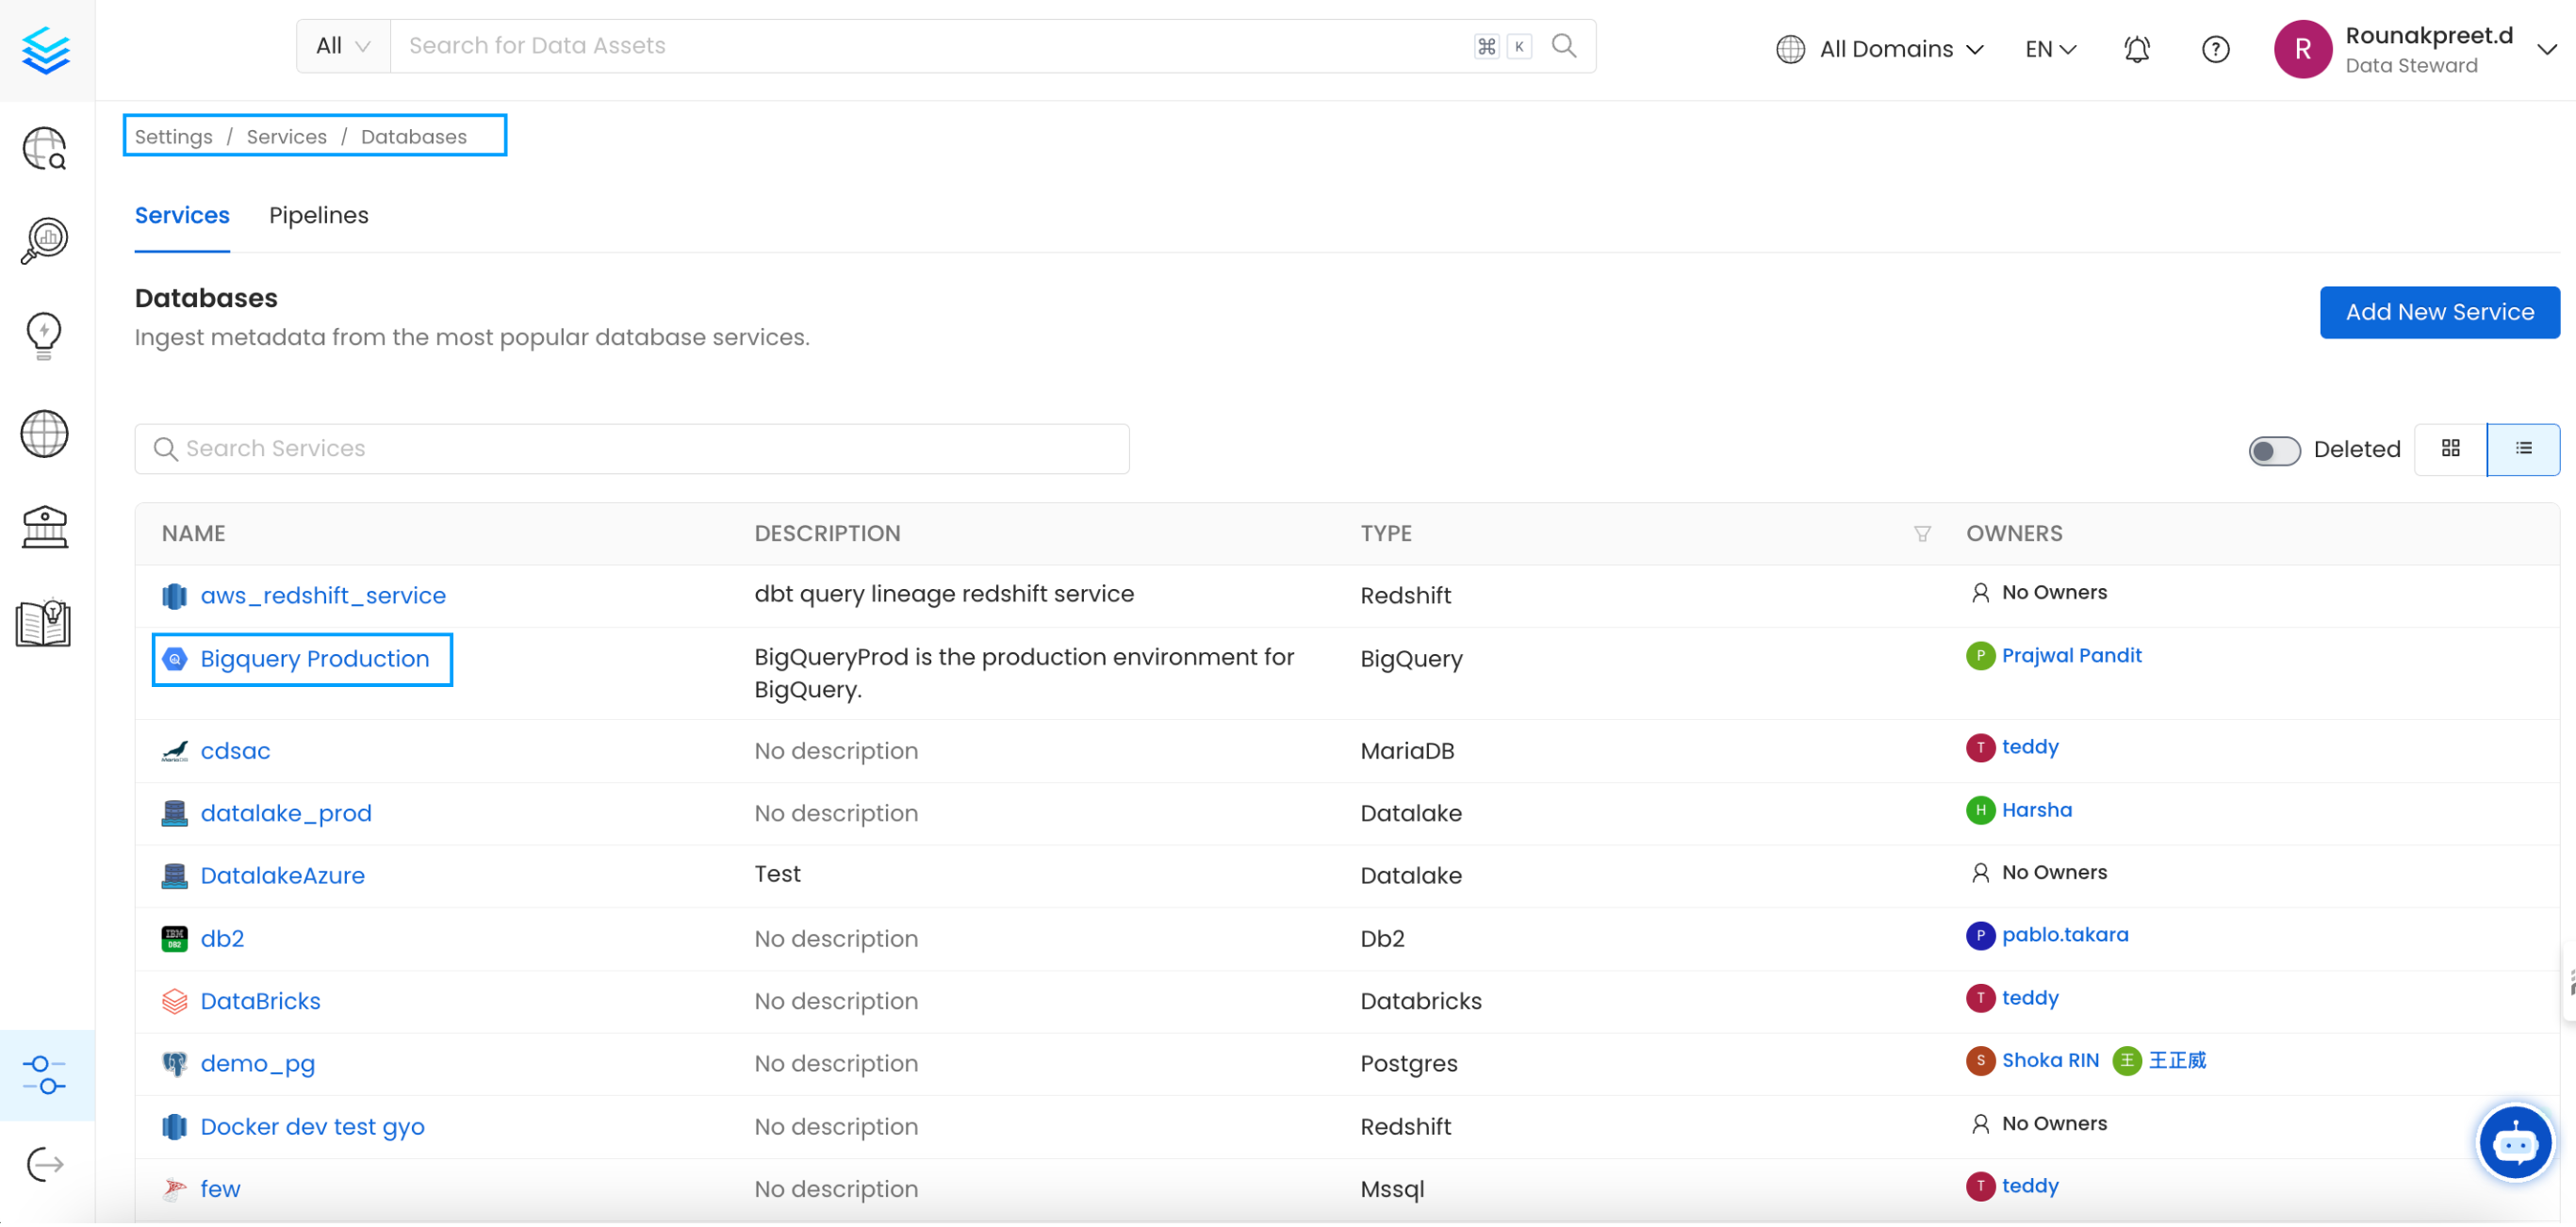 All Search for Data Assets ⌘ K All Domains EN Rounakpreet.d
R Data Steward
Settings / Services / Databases
Services Pipelines
Databases
Ingest metadata from the most popular database services.
Add New Service
Search Services Deleted
NAME DESCRIPTION TYPE OWNERS
aws_redshift_service dbt query lineage redshift service Redshift No Owners
Bigquery Production BigQueryProd is the production environment for BigQuery P Prajwal Pandit
BigQuery.
cdsac No description MariaDB T teddy
datalake_prod No description Datalake H Harsha
DatalakeAzure Test Datalake No Owners
IBM DB2 db2 No description Db2 P pablo.takara
DataBricks No description Databricks T teddy
demo_pg No description Postgres S Shoka RIN 王 王正威
Docker dev test gyo No description Redshift No Owners
few No description Mssql T teddy